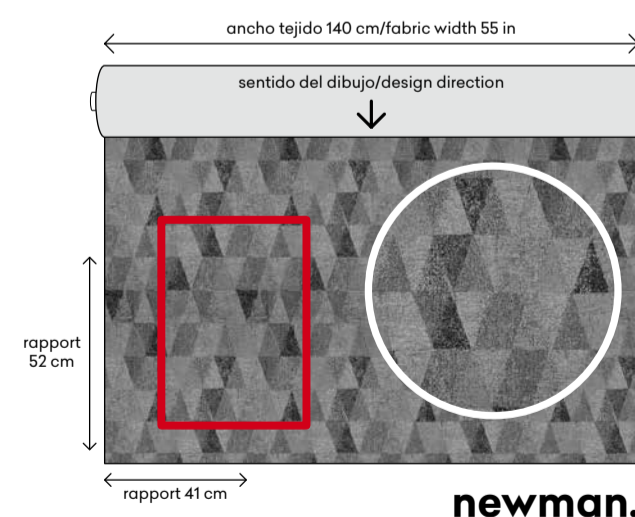 ancho tejido 140 cm/fabric width 55 in
sentido del dibujo/design direction
rapport
52 cm
rapport 41 cm
newman.